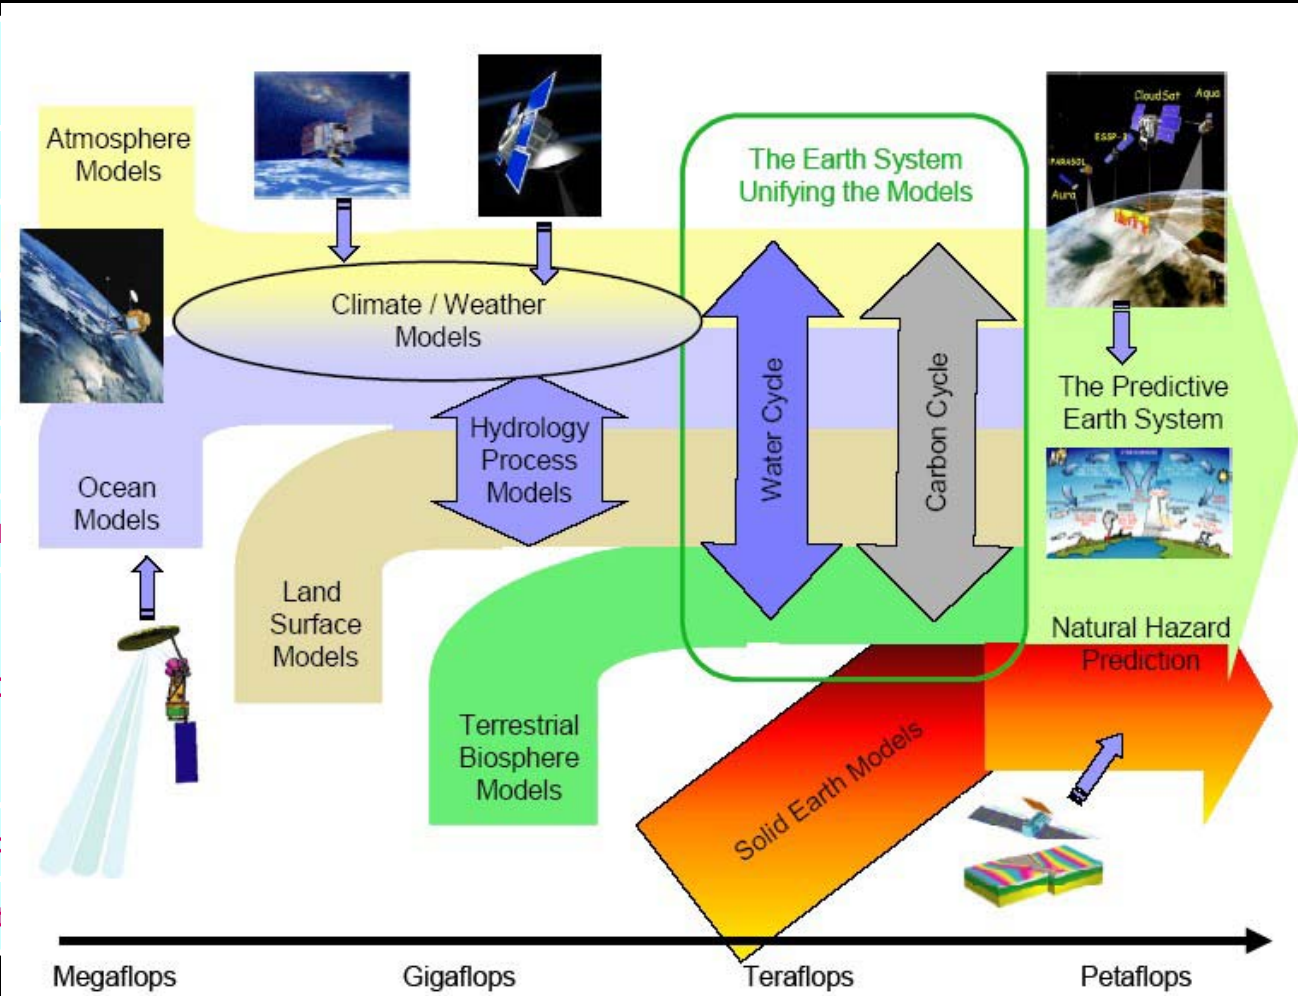 Atmosphere
Models
The Earth System
Unifying the Models
CloudSat
Aqua
PARASOL
Aura
Climate / Weather
Models
Water Cycle
Carbon Cycle
The Predictive
Earth System
Hydrology
Process
Models
Ocean
Models
Land
Surface
Models
Natural Hazard
Prediction
Terrestrial
Biosphere
Models
Solid Earth Models
Megaflops
Gigaflops
Teraflops
Petaflops